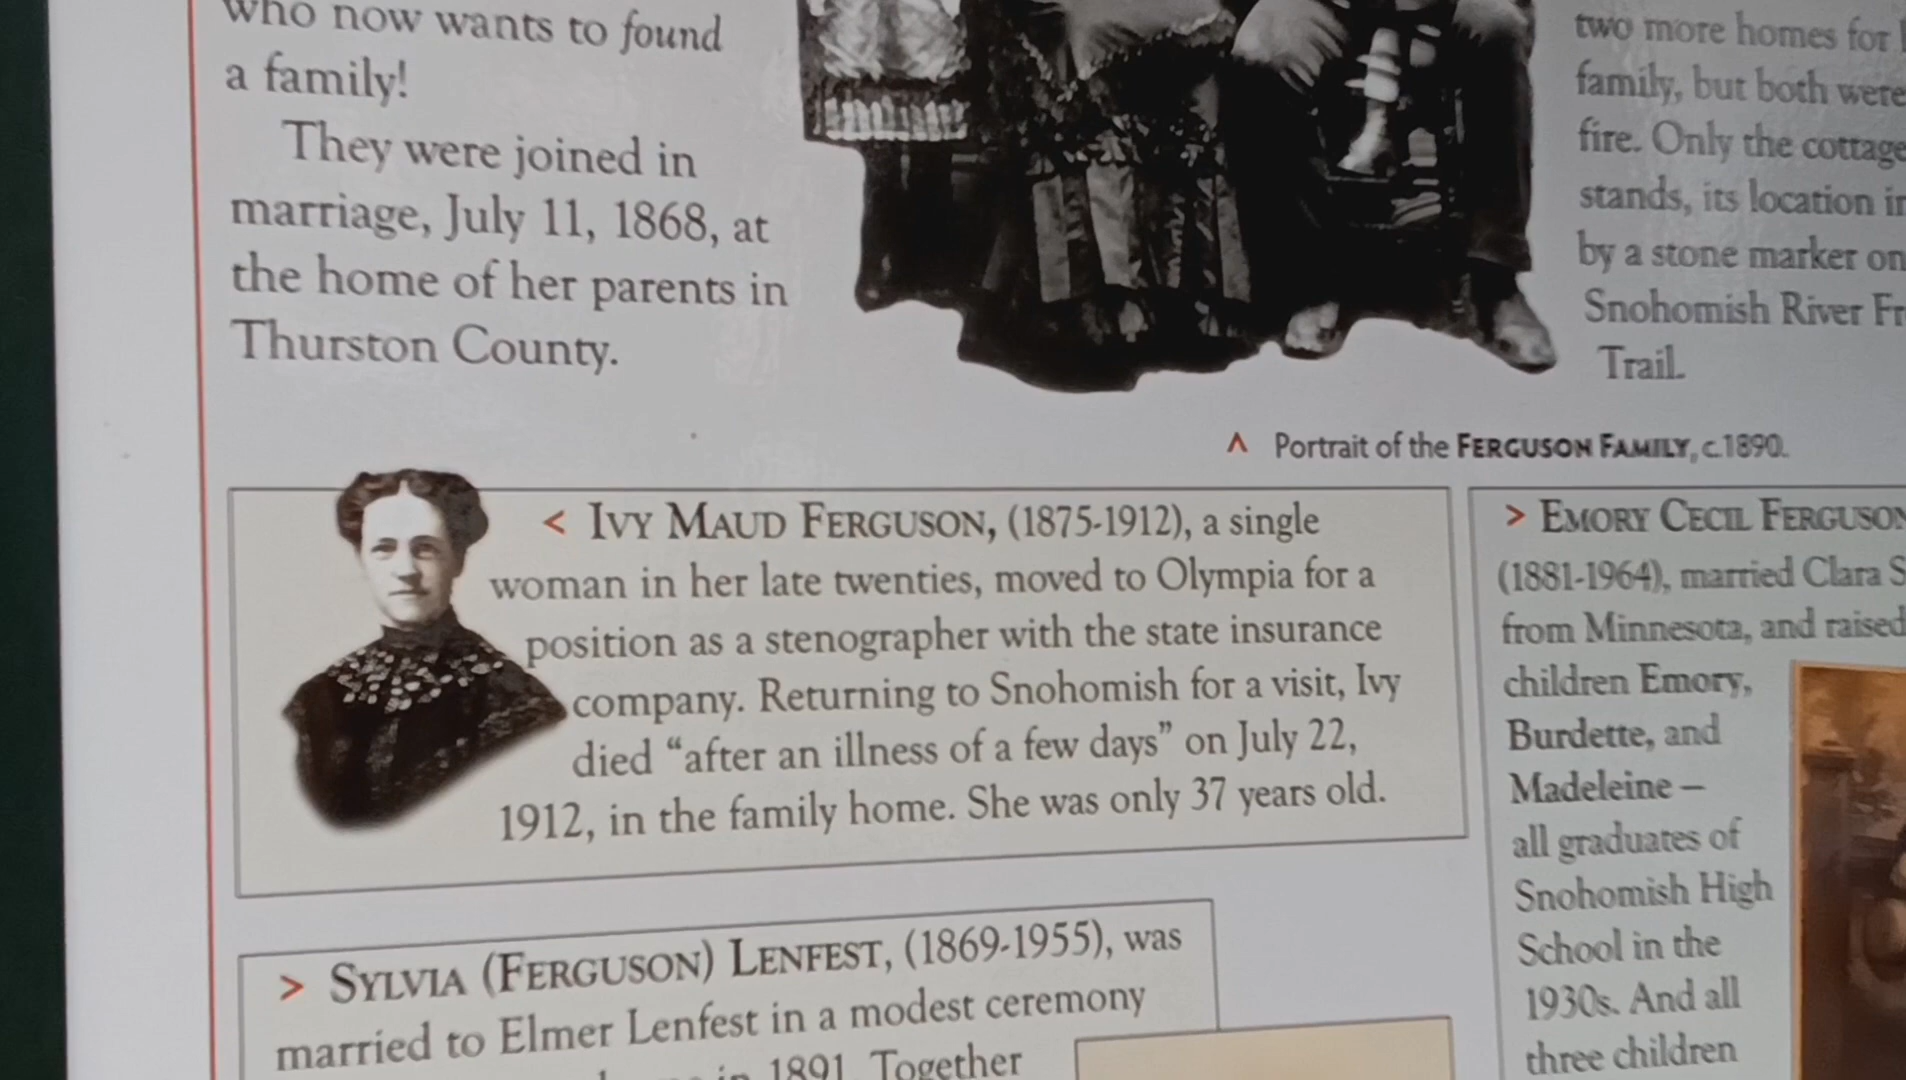 who now wants to found
a family!
They were joined in
marriage, July 11, 1868, at
the home of her parents in
Thurston County.
two more homes for
family, but both were
fire. Only the cottage
stands, its location
by a stone marker on
Snohomish River
Trail.
^ Portrait of the FERGUSON FAMILY, c.1890.
< IVY MAUD FERGUSON, (1875-1912), a single
woman in her late twenties, moved to Olympia for a
position as a stenographer with the state insurance
company. Returning to Snohomish for a visit, Ivy
died “after an illness of a few days” on July 22,
1912, in the family home. She was only 37 years old.
> SYLVIA (FERGUSON) LENFEST, (1869-1955), was
married to Elmer Lenfest in a modest ceremony
in 1891. Together
> EMORY CECIL FERGUSON
(1881-1964), married Clara
from Minnesota, and raised
children Emory,
Burdette, and
Madeleine –
all graduates of
Snohomish High
School in the
1930s. And all
three children